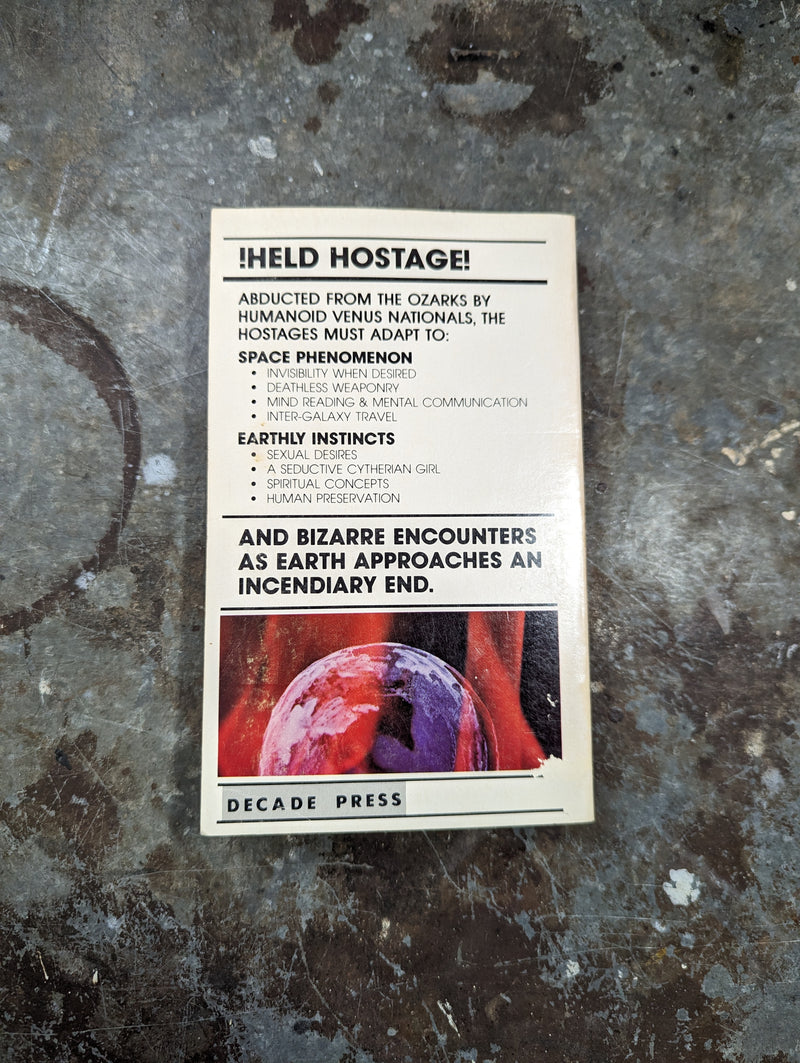 !HELD HOSTAGE!
ABDUCTED FROM THE OZARKS BY
HUMANOID VENUS NATIONALS, THE
HOSTAGES MUST ADAPT TO:
SPACE PHENOMENON
• INVISIBILITY WHEN DESIRED
• DEATHLESS WEAPONRY
• MIND READING & MENTAL COMMUNICATION
• INTER-GALAXY TRAVEL
EARTHLY INSTINCTS
• SEXUAL DESIRES
• A SEDUCTIVE CYTHERIAN GIRL
• SPIRITUAL CONCEPTS
• HUMAN PRESERVATION
AND BIZARRE ENCOUNTERS
AS EARTH APPROACHES AN
INCENDIARY END.
DECADE PRESS